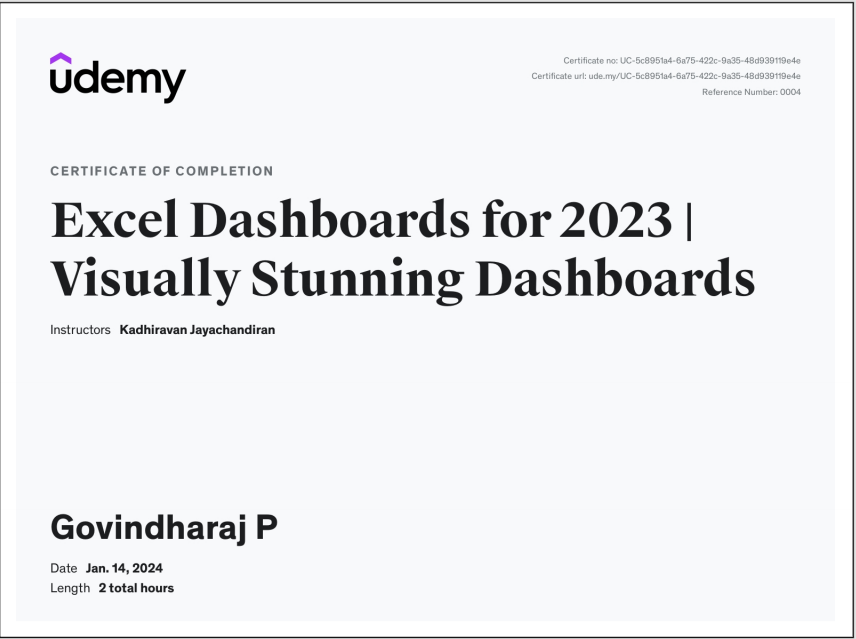 udemy
Certificate no: UC-5c8951a4-6a75-422c-9a35-48d939119e4e
Certificate url: ude.my/UC-5c8951a4-6a75-422c-9a35-48d939119e4e
Reference Number: 0004
CERTIFICATE OF COMPLETION
Excel Dashboards for 2023 |
Visually Stunning Dashboards
Instructors Kadhiravan Jayachandiran
Govindharaj P
Date Jan. 14, 2024
Length 2 total hours